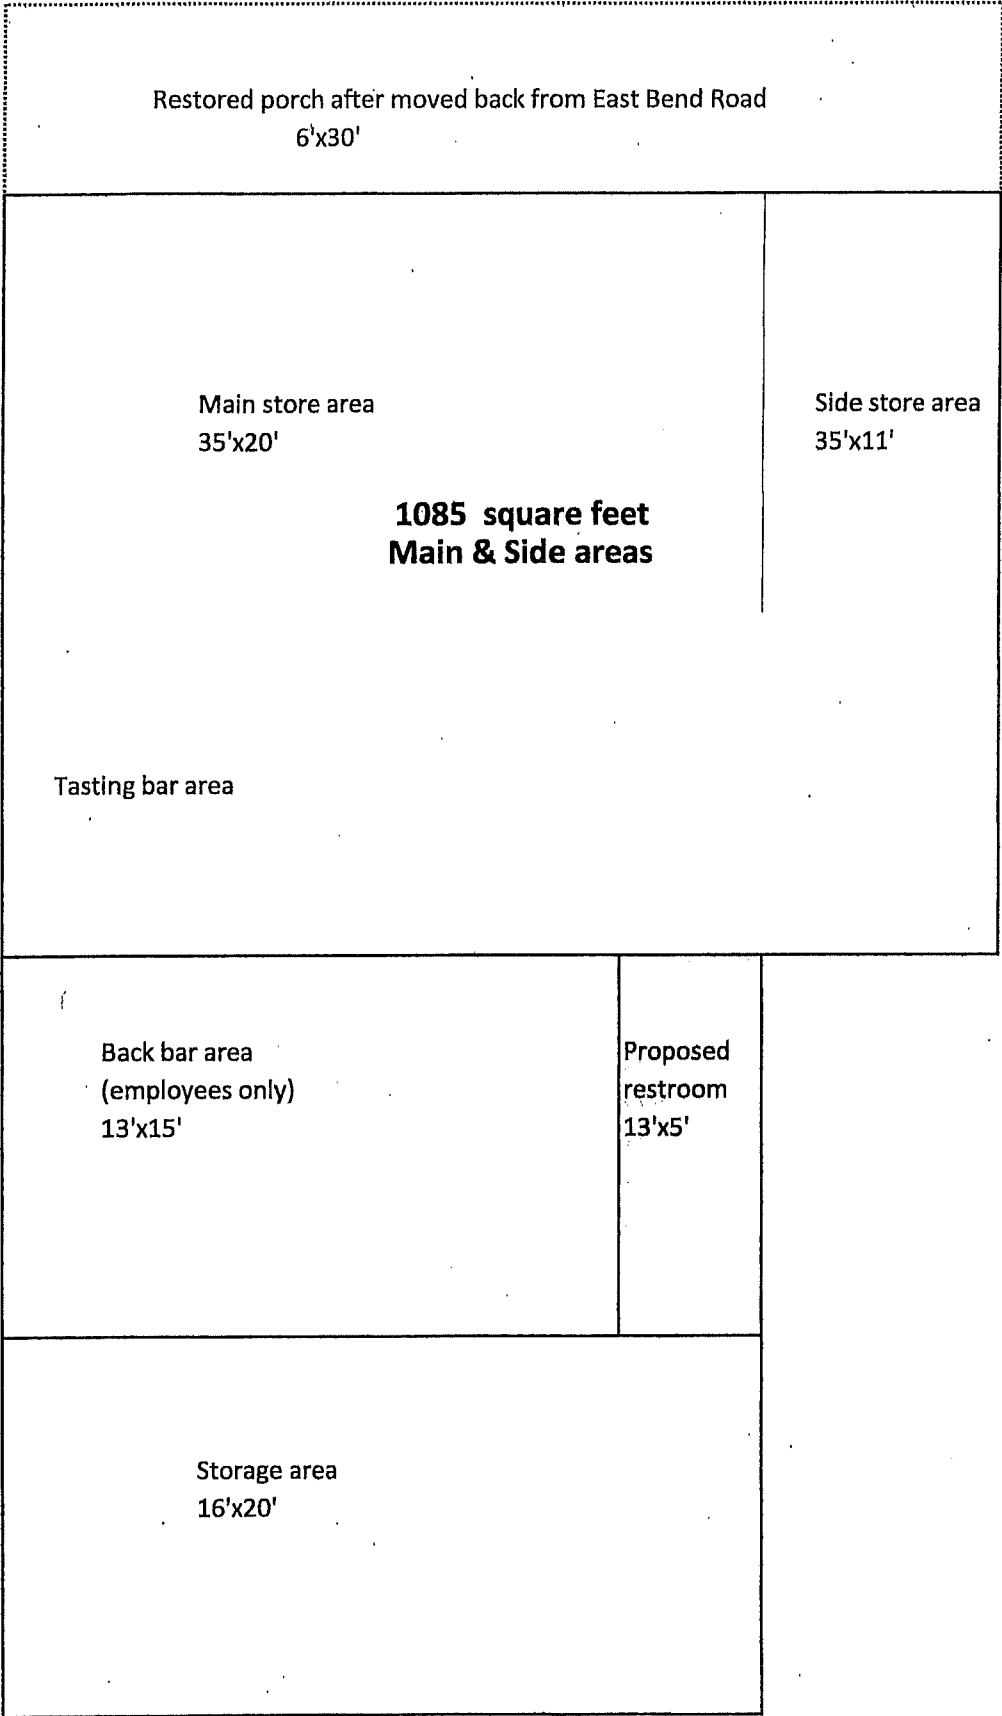 Restored porch after moved back from East Bend Road
6'x30'
Main store area
35'x20'
Side store area
35'x11'
1085 square feet
Main & Side areas
Tasting bar area
Back bar area
(employees only)
13'x15'
Proposed
restroom
13'x5'
Storage area
16'x20'